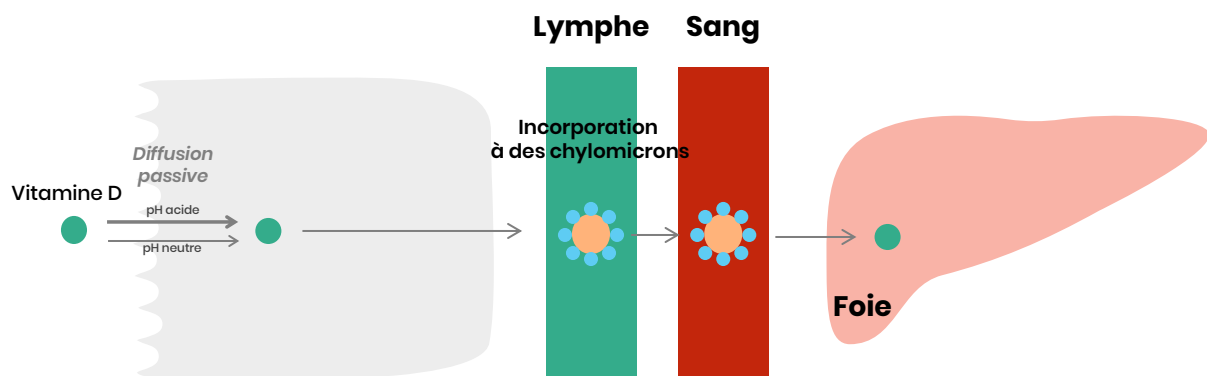 Lymphe
Sang
Incorporation
à des chylomicrons
Diffusion
passive
Vitamine D
pH acide
pH neutre
Foie